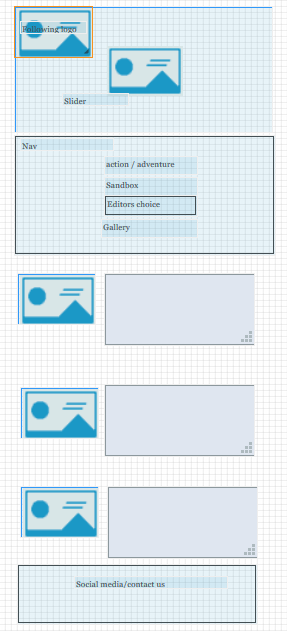 Following logo
Slider
Nav
action / adventure
Sandbox
Editors choice
Gallery
Social media/contact us